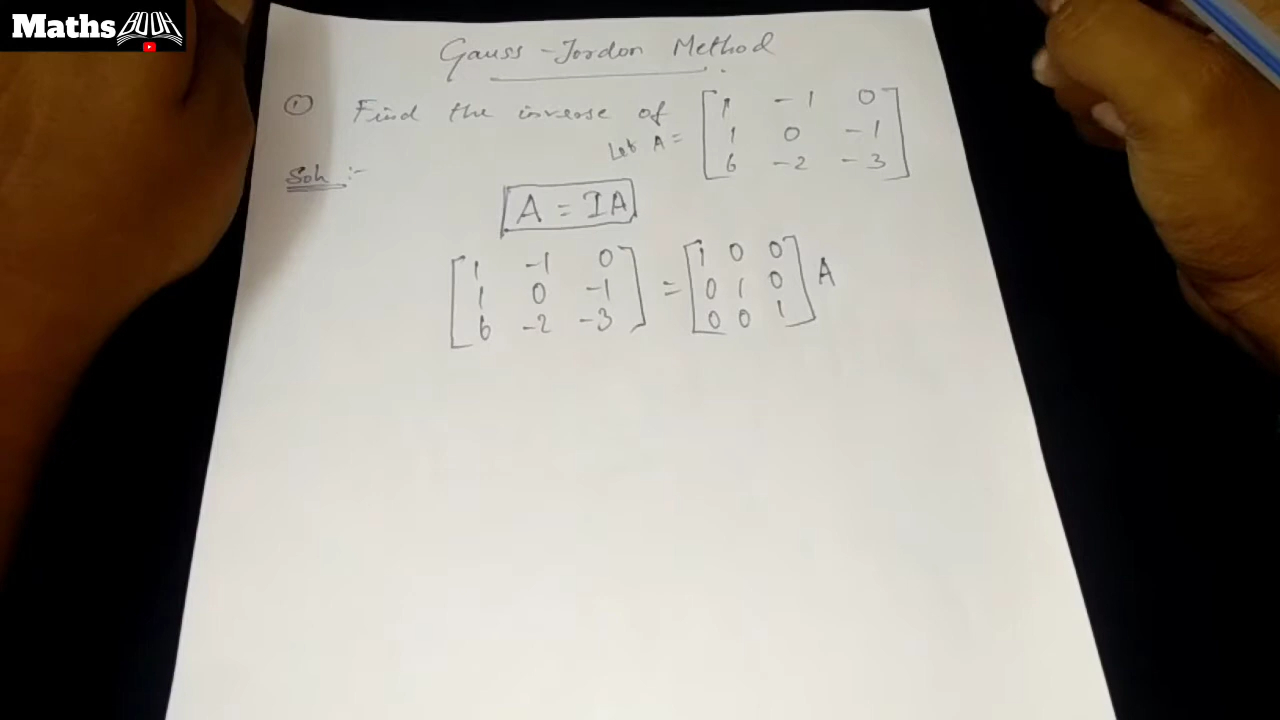 Maths BOOK
Gauss-Jordon Method
① Find the inverse of
Let A = [1 -1 0
1 0 -1
6 -2 -3]
Soln :-
A = IA
[1 -1 0
1 0 -1
6 -2 -3] = [1 0 0
0 1 0
0 0 1] A